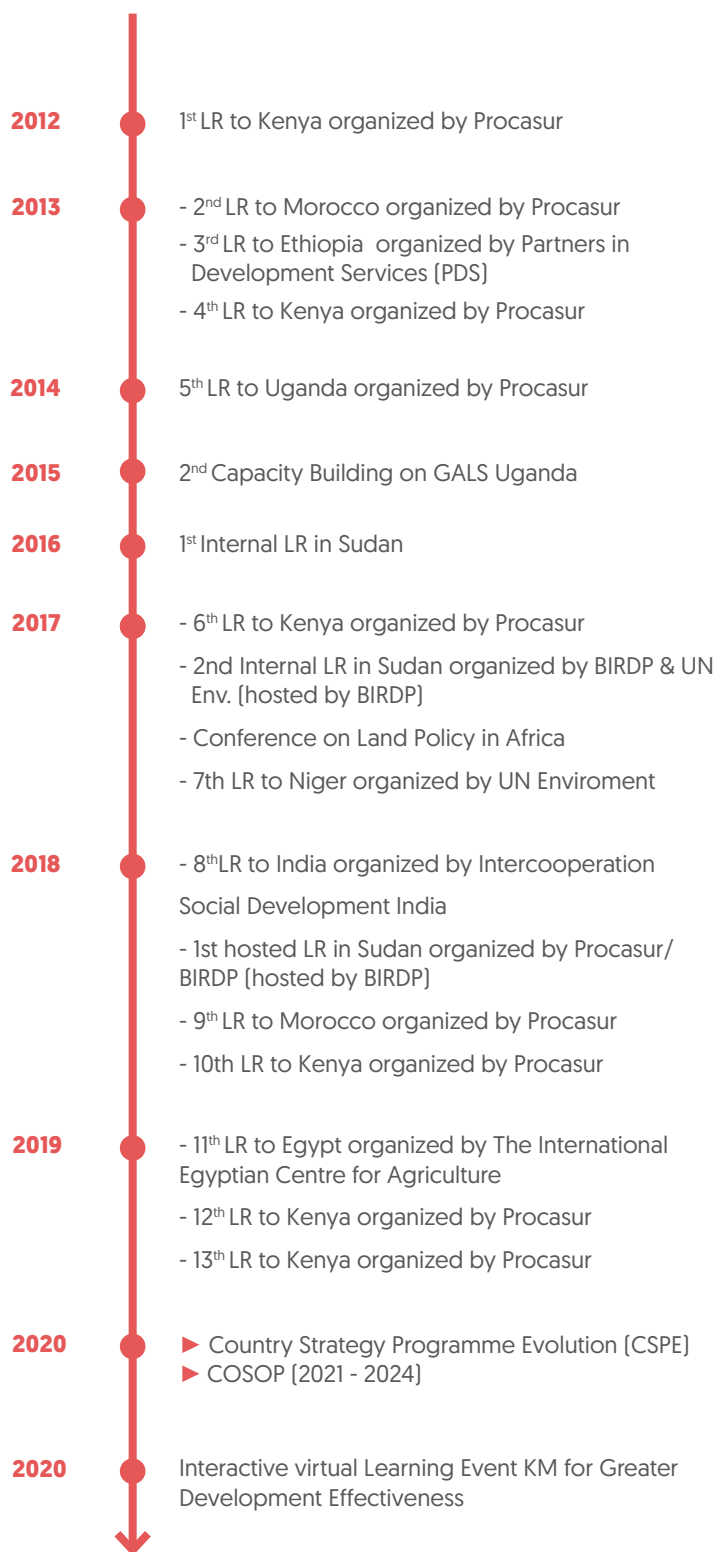 2012
1st LR to Kenya organized by Procasur
2013
- 2nd LR to Morocco organized by Procasur
- 3rd LR to Ethiopia organized by Partners in
Development Services (PDS)
- 4th LR to Kenya organized by Procasur
2014
5th LR to Uganda organized by Procasur
2015
2nd Capacity Building on GALS Uganda
2016
1st Internal LR in Sudan
2017
- 6th LR to Kenya organized by Procasur
- 2nd Internal LR in Sudan organized by BIRDP & UN
Env. (hosted by BIRDP)
- Conference on Land Policy in Africa
- 7th LR to Niger organized by UN Enviroment
2018
- 8thLR to India organized by Intercooperation
Social Development India
- 1st hosted LR in Sudan organized by Procasur/
BIRDP (hosted by BIRDP)
- 9th LR to Morocco organized by Procasur
- 10th LR to Kenya organized by Procasur
2019
- 11th LR to Egypt organized by The International
Egyptian Centre for Agriculture
- 12th LR to Kenya organized by Procasur
- 13th LR to Kenya organized by Procasur
2020
► Country Strategy Programme Evolution (CSPE)
► COSOP (2021 - 2024)
2020
Interactive virtual Learning Event KM for Greater
Development Effectiveness